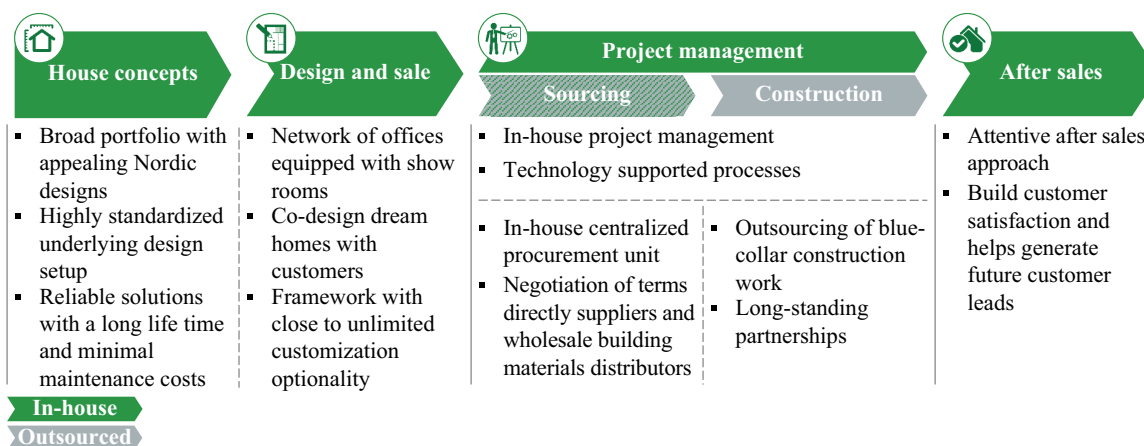 House concepts
▪ Broad portfolio with
appealing Nordic
designs
▪ Highly standardized
underlying design
setup
▪ Reliable solutions
with a long life time
and minimal
maintenance costs
Design and sale
▪ Network of offices
equipped with show
rooms
▪ Co-design dream
homes with
customers
▪ Framework with
close to unlimited
customization
optionality
Project management
Sourcing
Construction
▪ In-house project management
▪ Technology supported processes
▪ In-house centralized
procurement unit
▪ Negotiation of terms
directly suppliers and
wholesale building
materials distributors
▪ Outsourcing of blue-
collar construction
work
▪ Long-standing
partnerships
After sales
▪ Attentive after sales
approach
▪ Build customer
satisfaction and
helps generate
future customer
leads
In-house
Outsourced